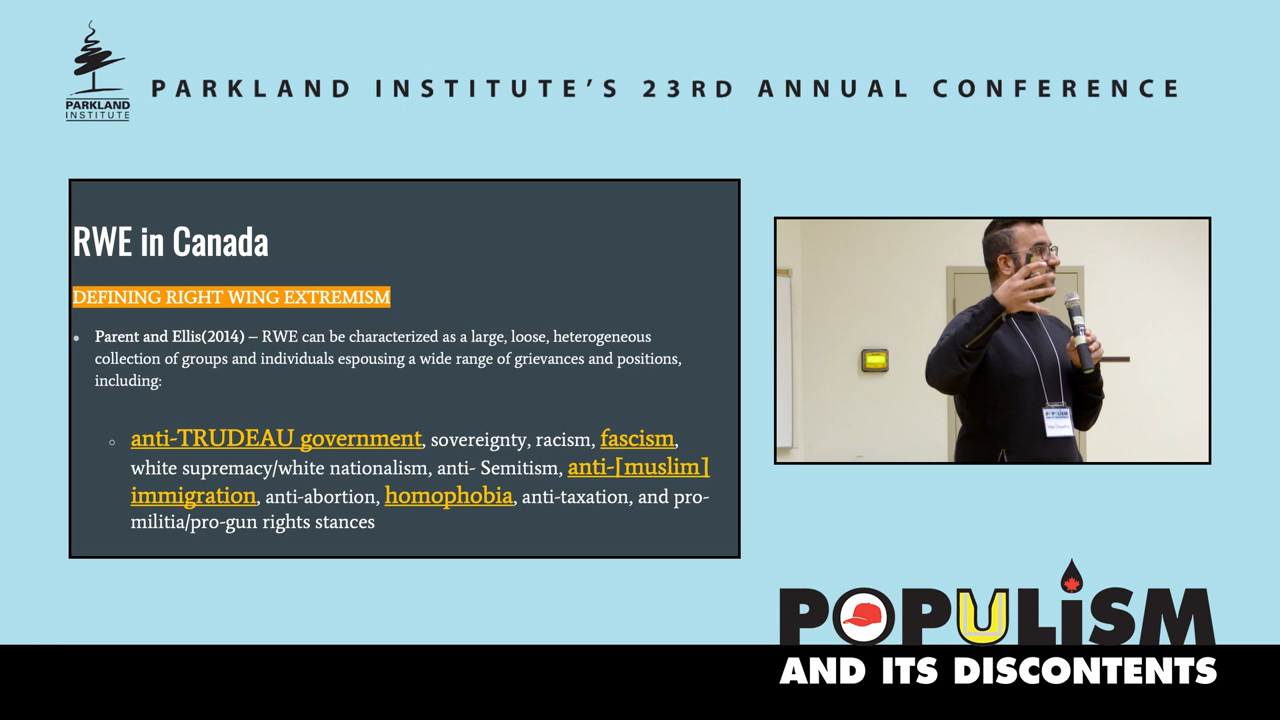 PARKLAND
INSTITUTE
PARKLAND INSTITUTE'S 23RD ANNUAL CONFERENCE
RWE in Canada
DEFINING RIGHT WING EXTREMISM
Parent and Ellis(2014) – RWE can be characterized as a large, loose, heterogeneous
collection of groups and individuals espousing a wide range of grievances and positions,
including:
anti-TRUDEAU government, sovereignty, racism, fascism,
white supremacy/white nationalism, anti- Semitism, anti-[muslim]
immigration, anti-abortion, homophobia, anti-taxation, and pro-
militia/pro-gun rights stances
POPULISM
POPULiSM
AND ITS DISCONTENTS